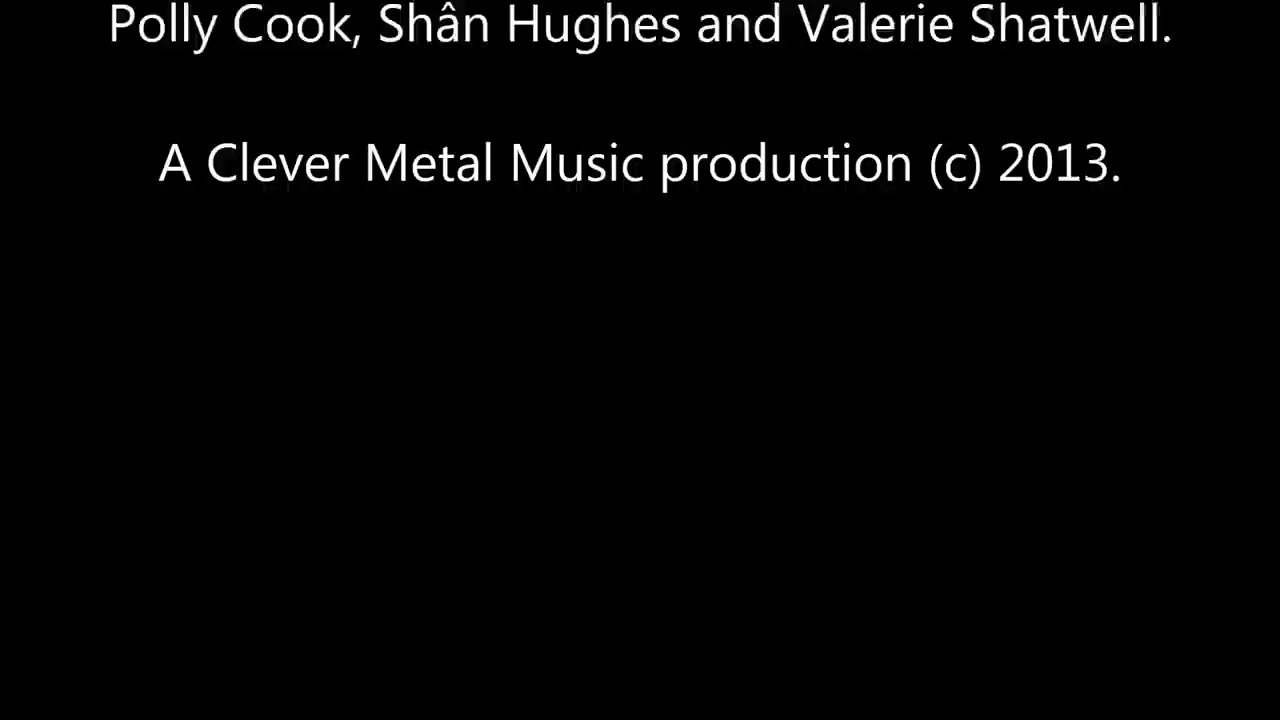 Polly Cook, Shân Hughes and Valerie Shatwell.
A Clever Metal Music production (c) 2013.